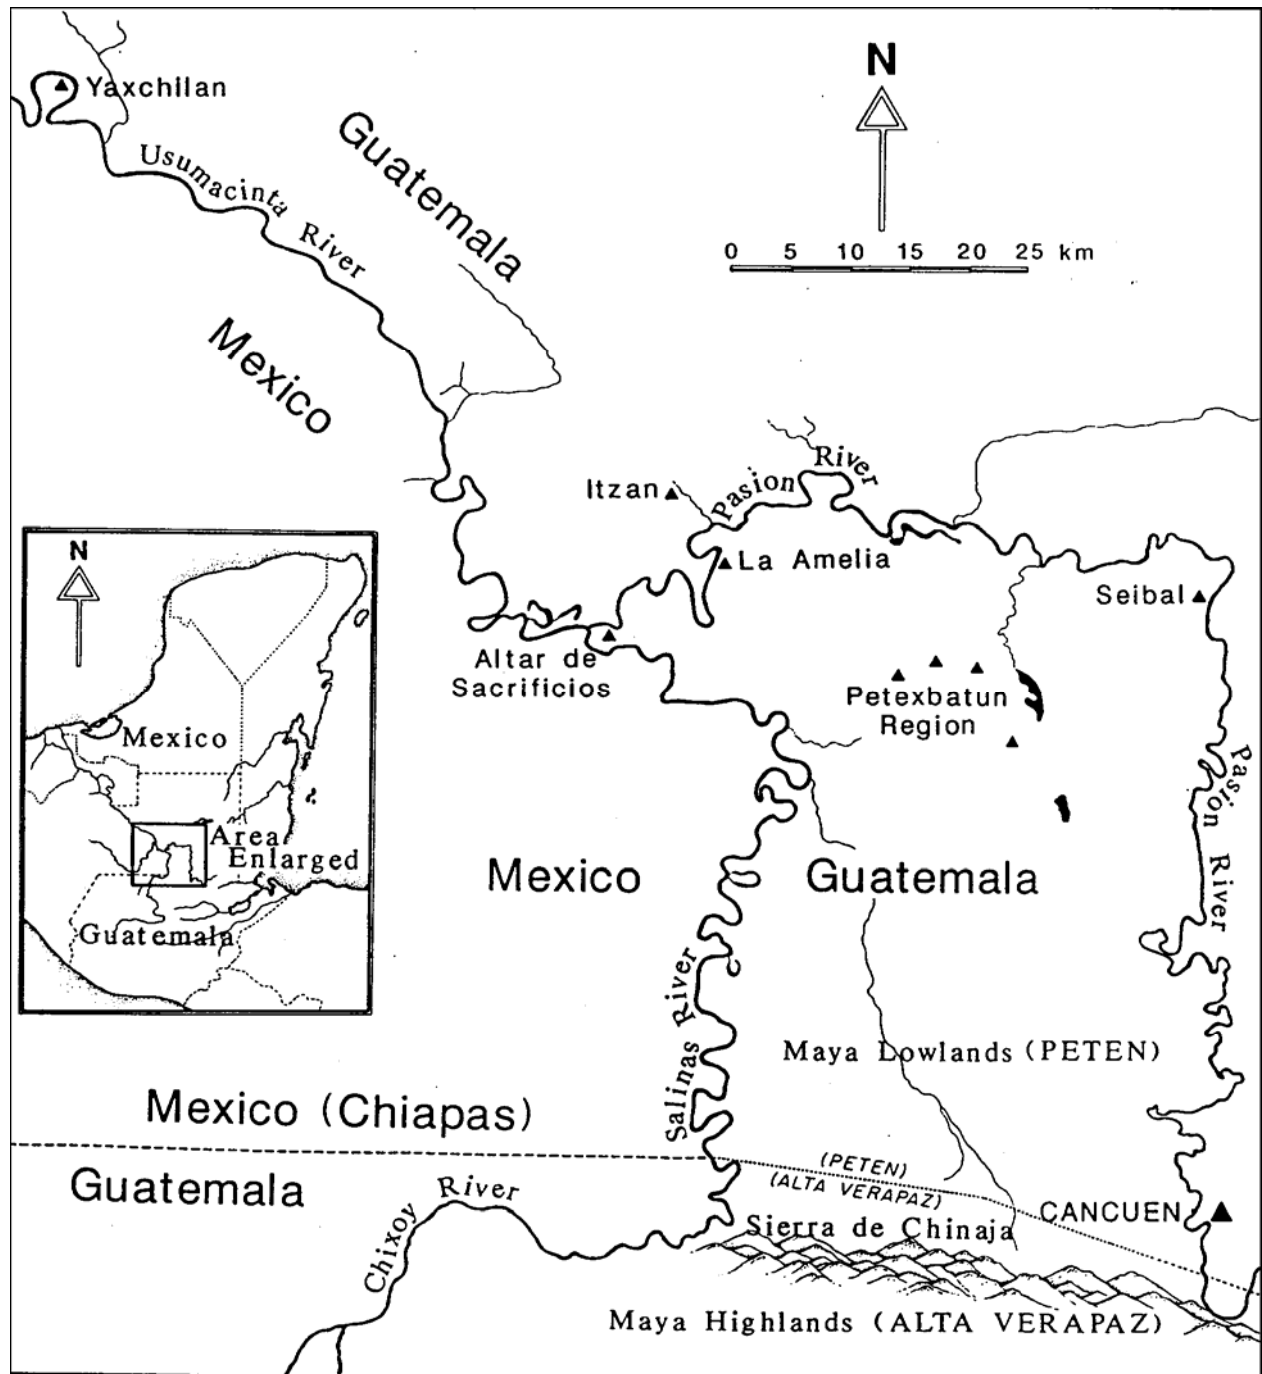 N
Yaxchilan
Usumacinta River
Guatemala
0 5 10 15 20 25 km
Mexico
Itzan
Pasion River
La Amelia
Seibal
Altar de
Sacrificios
Petexbatun
Region
N
Mexico
Area
Enlarged
Guatemala
Pasion River
Mexico
Guatemala
Salinas River
Maya Lowlands (PETEN)
Mexico (Chiapas)
(PETEN)
(ALTA VERAPAZ)
Guatemala
Chixoy River
CANCUEN
Sierra de Chinaja
Maya Highlands (ALTA VERAPAZ)